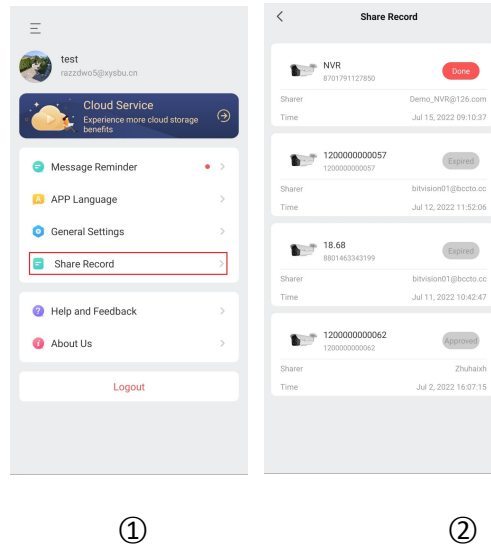 test
razzdwo5@xysbu.cn
Cloud Service
Experience more cloud storage
benefits
Message Reminder
APP Language
General Settings
Share Record
Help and Feedback
About Us
Logout
①
Share Record
NVR
8701791127850
Done
Sharer Demo_NVR@126.com
Time Jul 15, 2022 09:10:37
1200000000057
1200000000057
Expired
Sharer bitvision01@bccto.cc
Time Jul 12, 2022 11:52:06
18.68
8801463343199
Expired
Sharer bitvision01@bccto.cc
Time Jul 11, 2022 10:42:47
1200000000062
1200000000062
Approved
Sharer Zhuhaixh
Time Jul 2, 2022 16:07:15
②